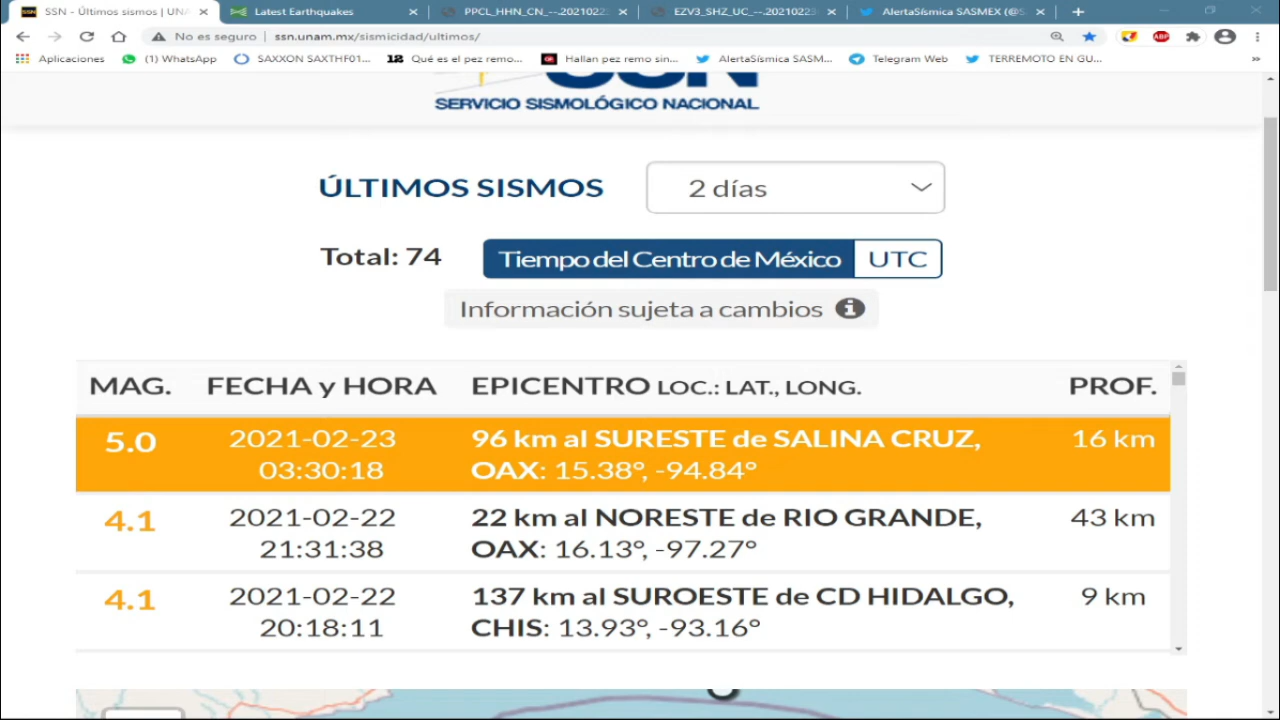 SSN - Últimos sismos | UNA
Latest Earthquakes
PPCL_HHN_CN_--.2021022
EZV3_SHZ_UC_--.20210223
AlertaSísmica SASMEX (@S
No es seguro | ssn.unam.mx/sismicidad/ultimos/
ABP
Aplicaciones
(1) WhatsApp
SAXXON SAXTHF01...
12 Qué es el pez remo...
Hallan pez remo sin...
AlertaSísmica SASM...
Telegram Web
TERREMOTO EN GU...
»
SSN
SERVICIO SISMOLÓGICO NACIONAL
ÚLTIMOS SISMOS 2 días
Total: 74 Tiempo del Centro de México UTC
Información sujeta a cambios
MAG. FECHA y HORA EPICENTRO LOC.: LAT., LONG. PROF.
5.0 2021-02-23 96 km al SURESTE de SALINA CRUZ, 16 km
03:30:18 OAX: 15.38°, -94.84°
4.1 2021-02-22 22 km al NORESTE de RIO GRANDE, 43 km
21:31:38 OAX: 16.13°, -97.27°
4.1 2021-02-22 137 km al SUROESTE de CD HIDALGO, 9 km
20:18:11 CHIS: 13.93°, -93.16°